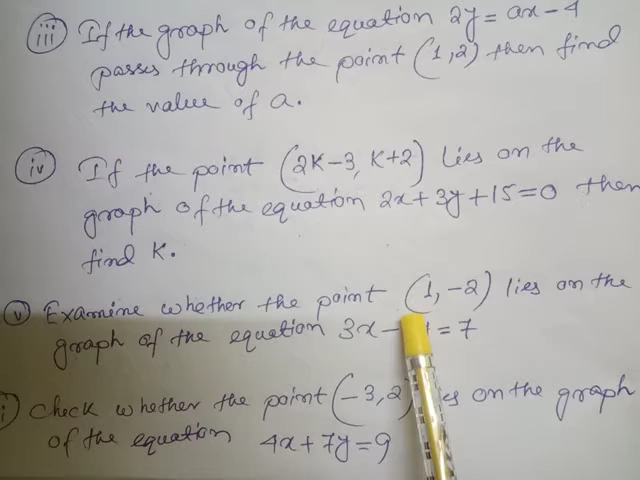 (iii) If the graph of the equation 2y = ax - 4
passes through the point (1, 2) then find
the value of a.
(iv) If the point (2K-3, K+2) lies on the
graph of the equation 2x+3y+15=0 then
find K.
(v) Examine whether the point (1, -2) lies on the
graph of the equation 3x - = 7
Check whether the point (-3, 2) on the graph
of the equation 4x + 7y = 9